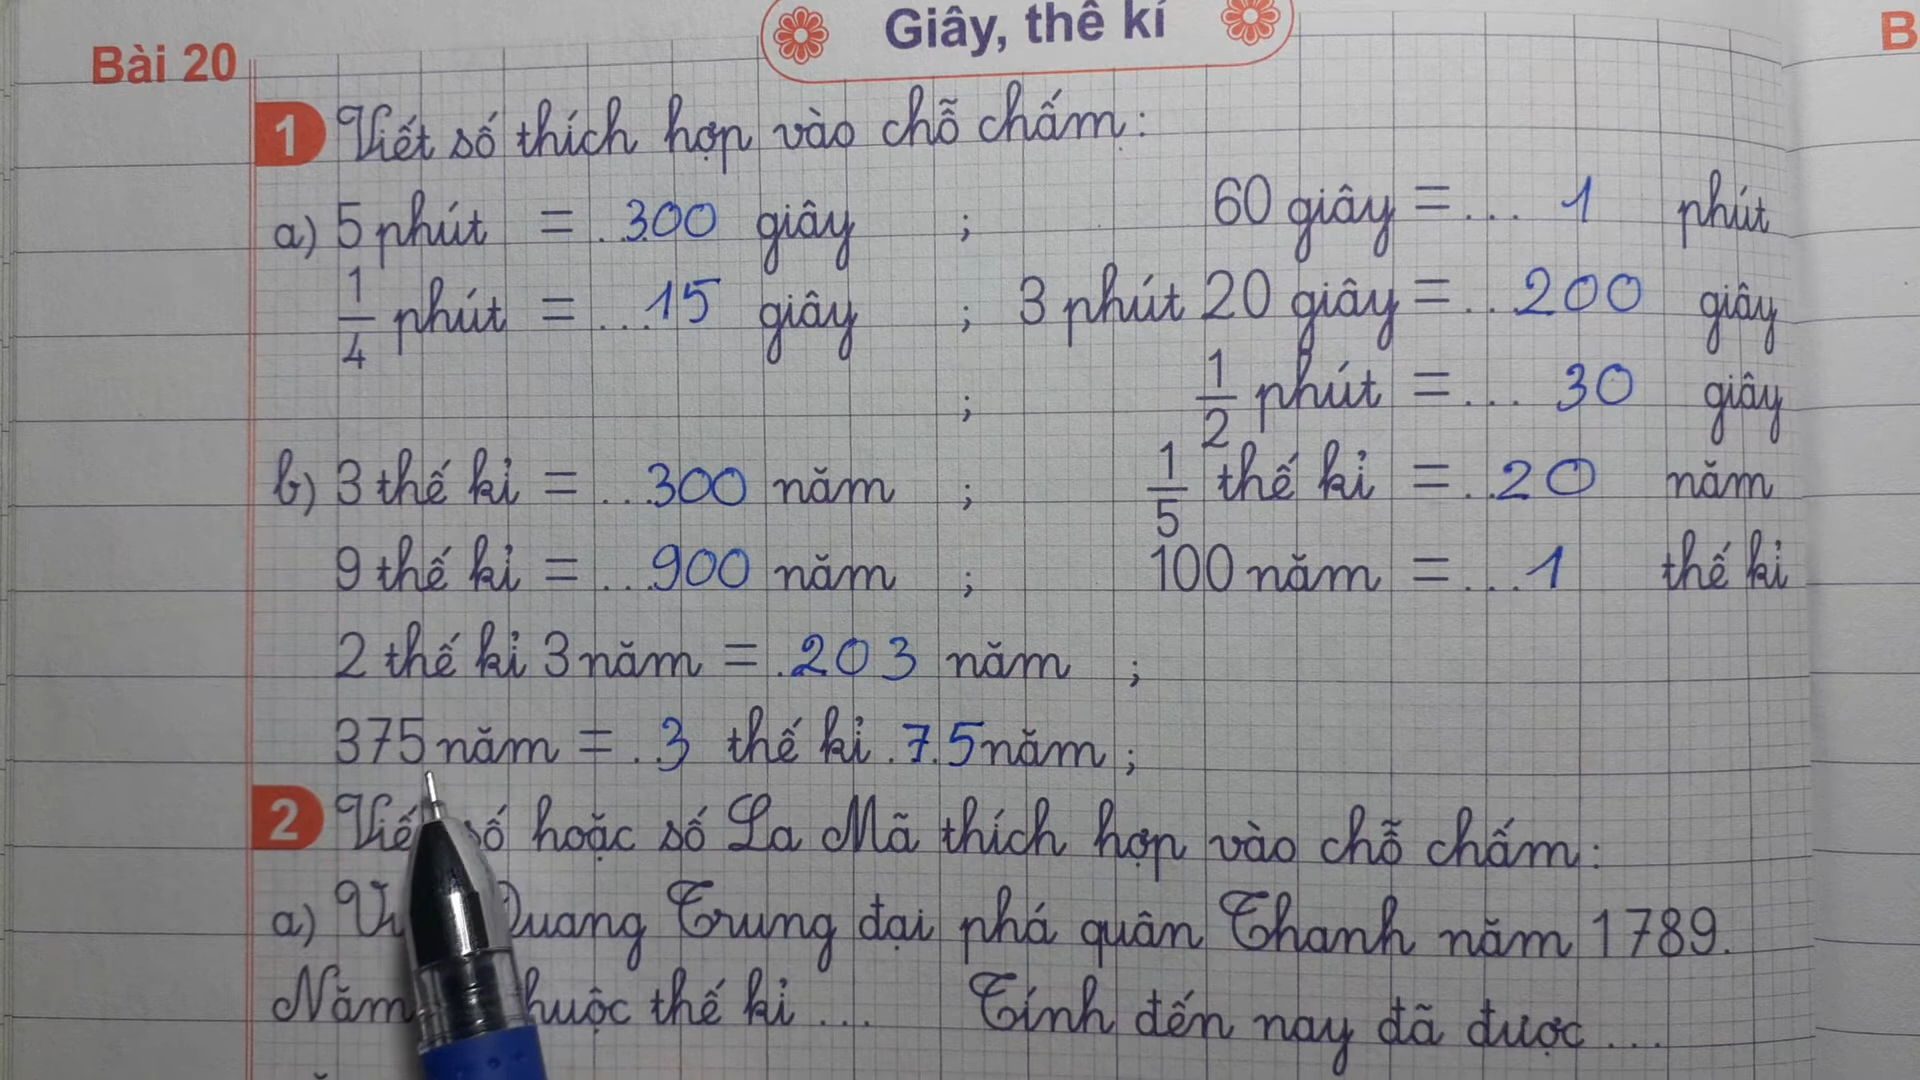 Giây, thế kỉ
Bài 20
1 Viết số thích hợp vào chỗ chấm:
a) 5 phút = ..300 giây ; 60 giây = ... 1 phút
1/4 phút = ...15 giây ; 3 phút 20 giây = ..200 giây
; 1/2 phút = ... 30 giây
b) 3 thế kỉ = ...300 năm ; 1/5 thế kỉ = ..20 năm
9 thế kỉ = ...900 năm ; 100 năm = ...1 thế kỉ
2 thế kỉ 3 năm = .203 năm ;
375 năm = .3 thế kỉ .7.5 năm ;
2 số hoặc số La Mã thích hợp vào chỗ chấm:
a) Quang Trung đại phá quân Thanh năm 1789.
Năm thuộc thế kỉ ... Tính đến nay đã được ...